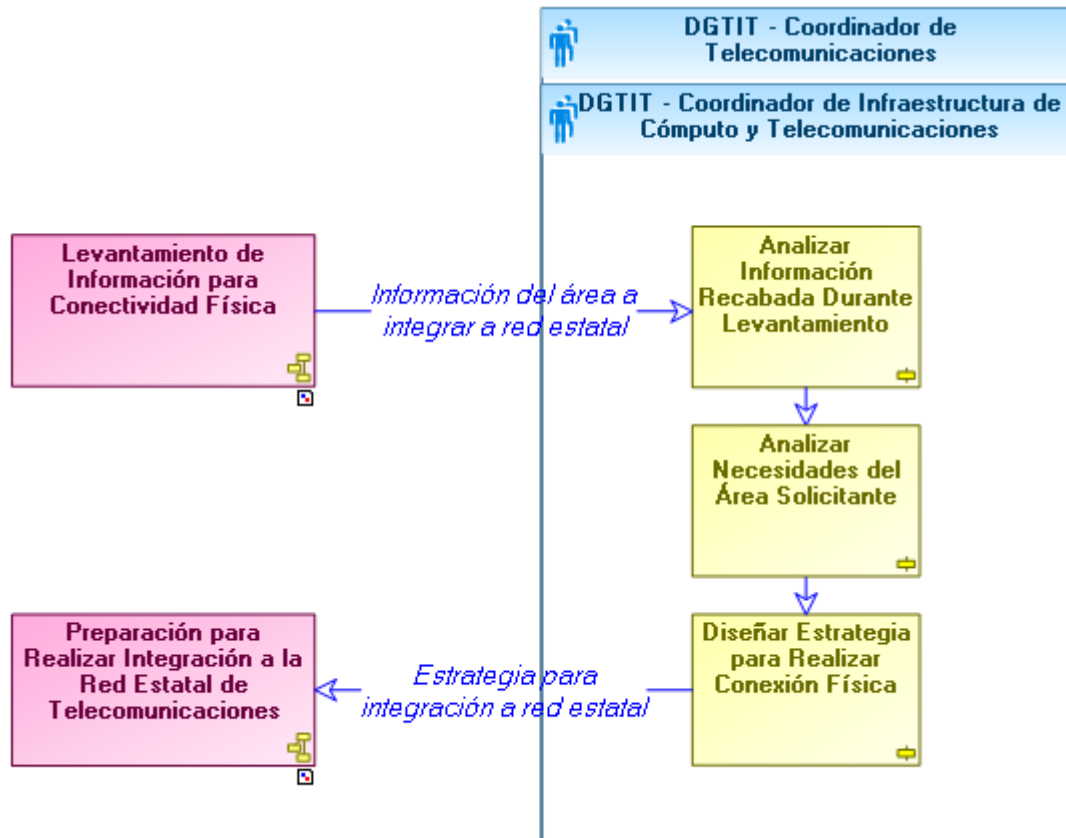 DGTIT - Coordinador de
Telecomunicaciones
DGTIT - Coordinador de Infraestructura de
Cómputo y Telecomunicaciones
Levantamiento de
Información para
Conectividad Física
Información del área a
integrar a red estatal
Analizar
Información
Recabada Durante
Levantamiento
Analizar
Necesidades del
Área Solicitante
Diseñar Estrategia
para Realizar
Conexión Física
Estrategia para
integración a red estatal
Preparación para
Realizar Integración a la
Red Estatal de
Telecomunicaciones